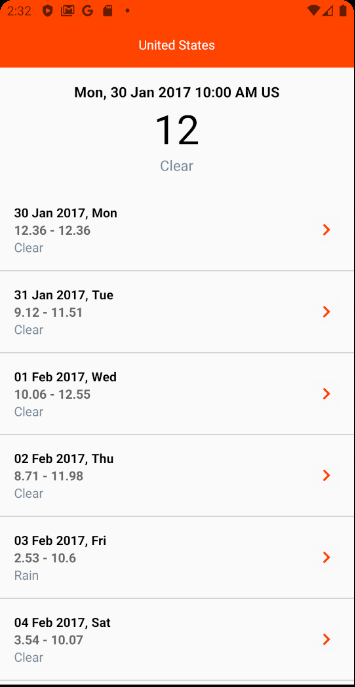 2:32
United States
Mon, 30 Jan 2017 10:00 AM US
12
Clear
30 Jan 2017, Mon
12.36 - 12.36
Clear
31 Jan 2017, Tue
9.12 - 11.51
Clear
01 Feb 2017, Wed
10.06 - 12.55
Clear
02 Feb 2017, Thu
8.71 - 11.98
Clear
03 Feb 2017, Fri
2.53 - 10.6
Rain
04 Feb 2017, Sat
3.54 - 10.07
Clear